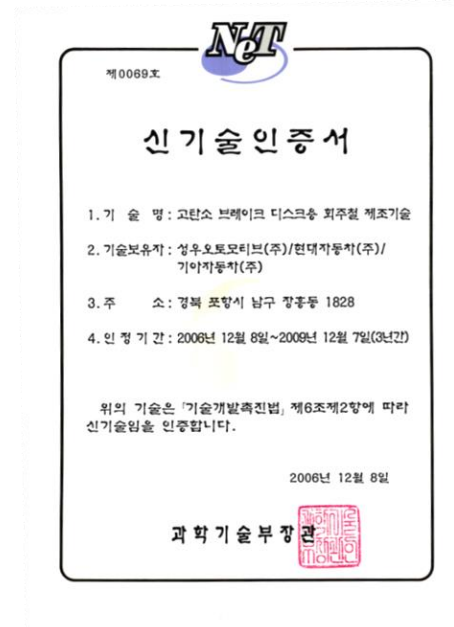 NeT
제0069호
신기술인증서
1. 기 술 명 : 고탄소 브레이크 디스크용 회주철 제조기술
2. 기술보유자 : 성우오토모티브(주)/현대자동차(주)/
기아자동차(주)
3. 주 소 : 경북 포항시 남구 장흥동 1828
4. 인 정 기 간 : 2006년 12월 8일~2009년 12월 7일(3년간)
위의 기술은 「기술개발촉진법」 제6조제2항에 따라
신기술임을 인증합니다.
2006년 12월 8일
과학기술부장관